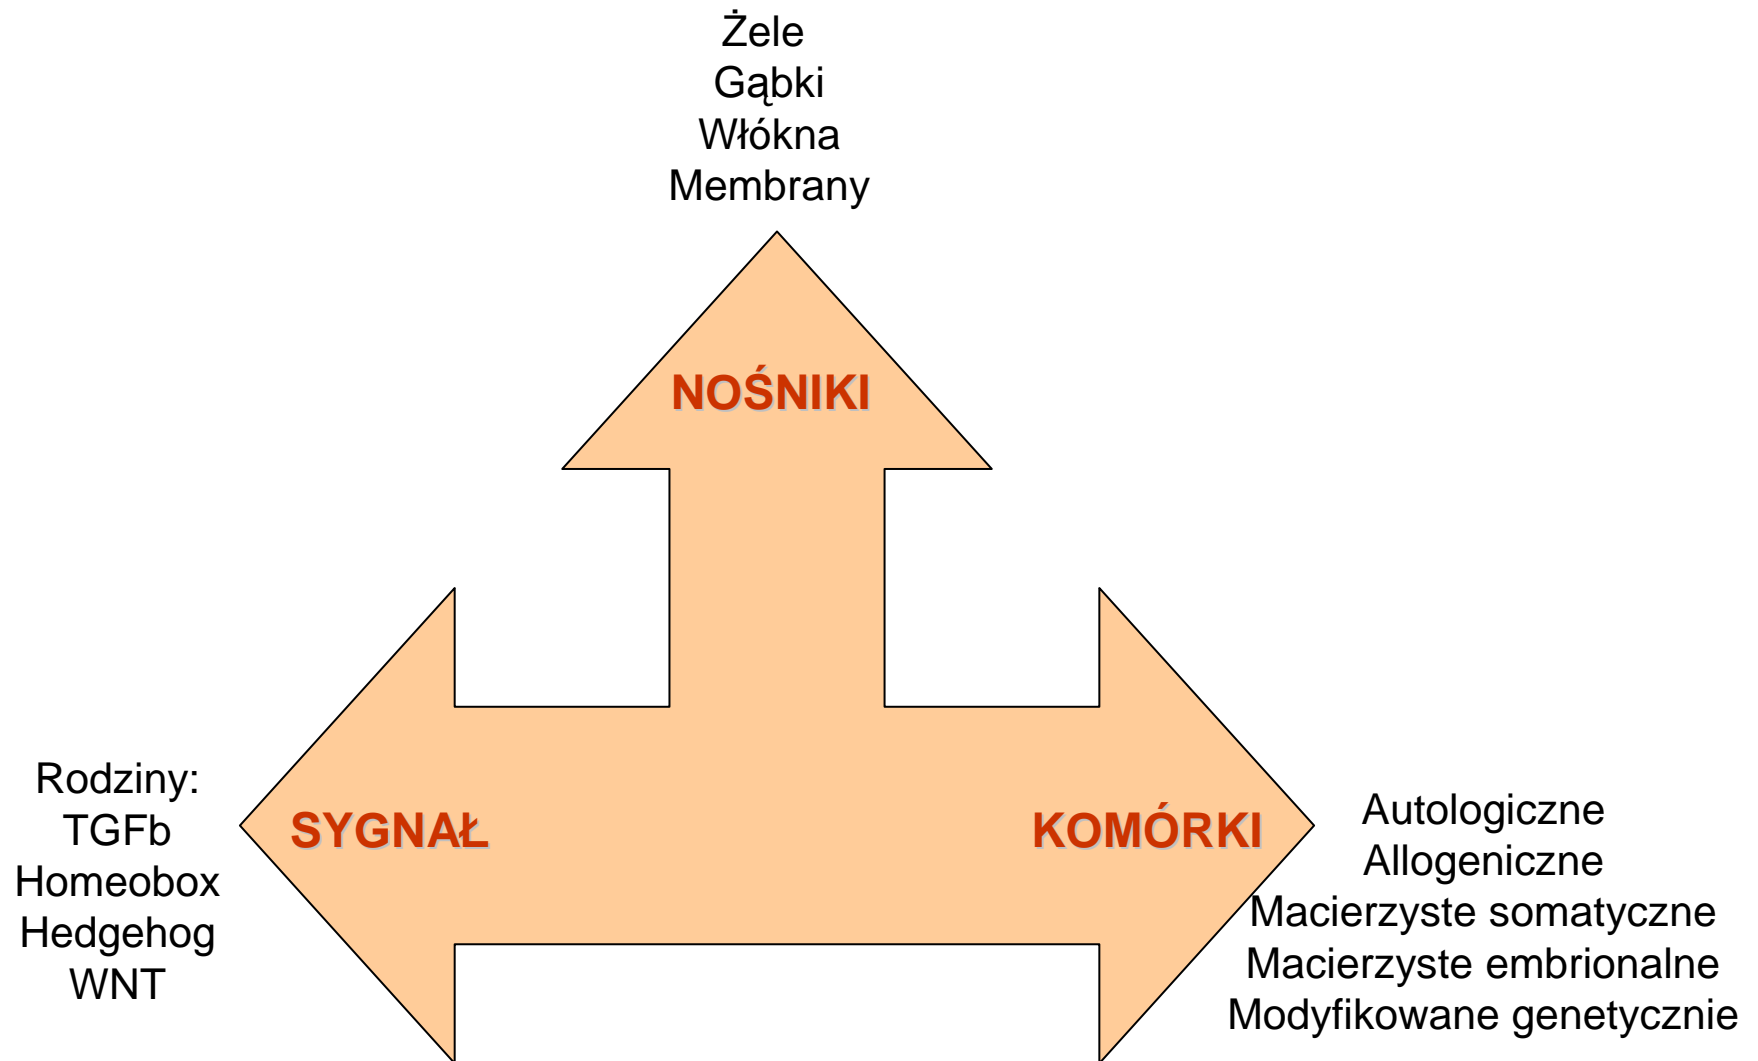 Żele
Gąbki
Włókna
Membrany
NOŚNIKI
Rodziny:
TGFb
Homeobox
Hedgehog
WNT
SYGNAŁ
KOMÓRKI
Autologiczne
Allogeniczne
Macierzyste somatyczne
Macierzyste embrionalne
Modyfikowane genetycznie